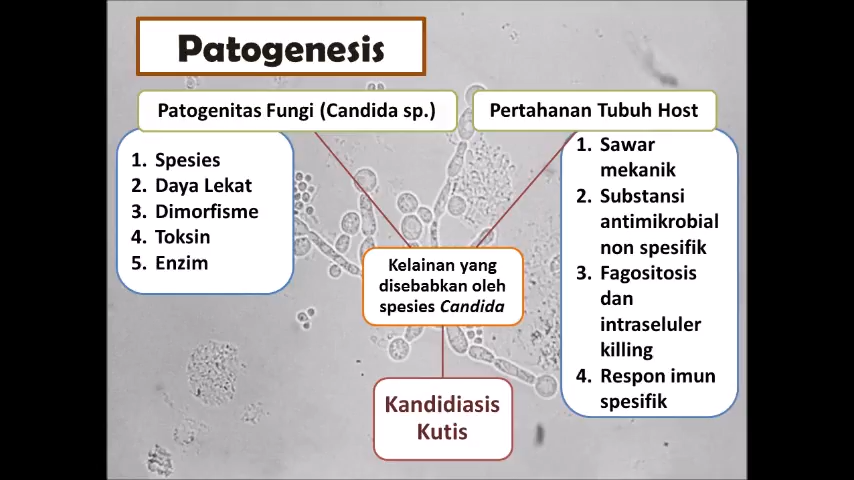 Patogenesis
Patogenitas Fungi (Candida sp.)
1. Spesies
2. Daya Lekat
3. Dimorfisme
4. Toksin
5. Enzim
Pertahanan Tubuh Host
1. Sawar
mekanik
2. Substansi
antimikrobial
non spesifik
3. Fagositosis
dan
intraseluler
killing
4. Respon imun
spesifik
Kelainan yang
disebabkan oleh
spesies Candida
Kandidiasis
Kutis